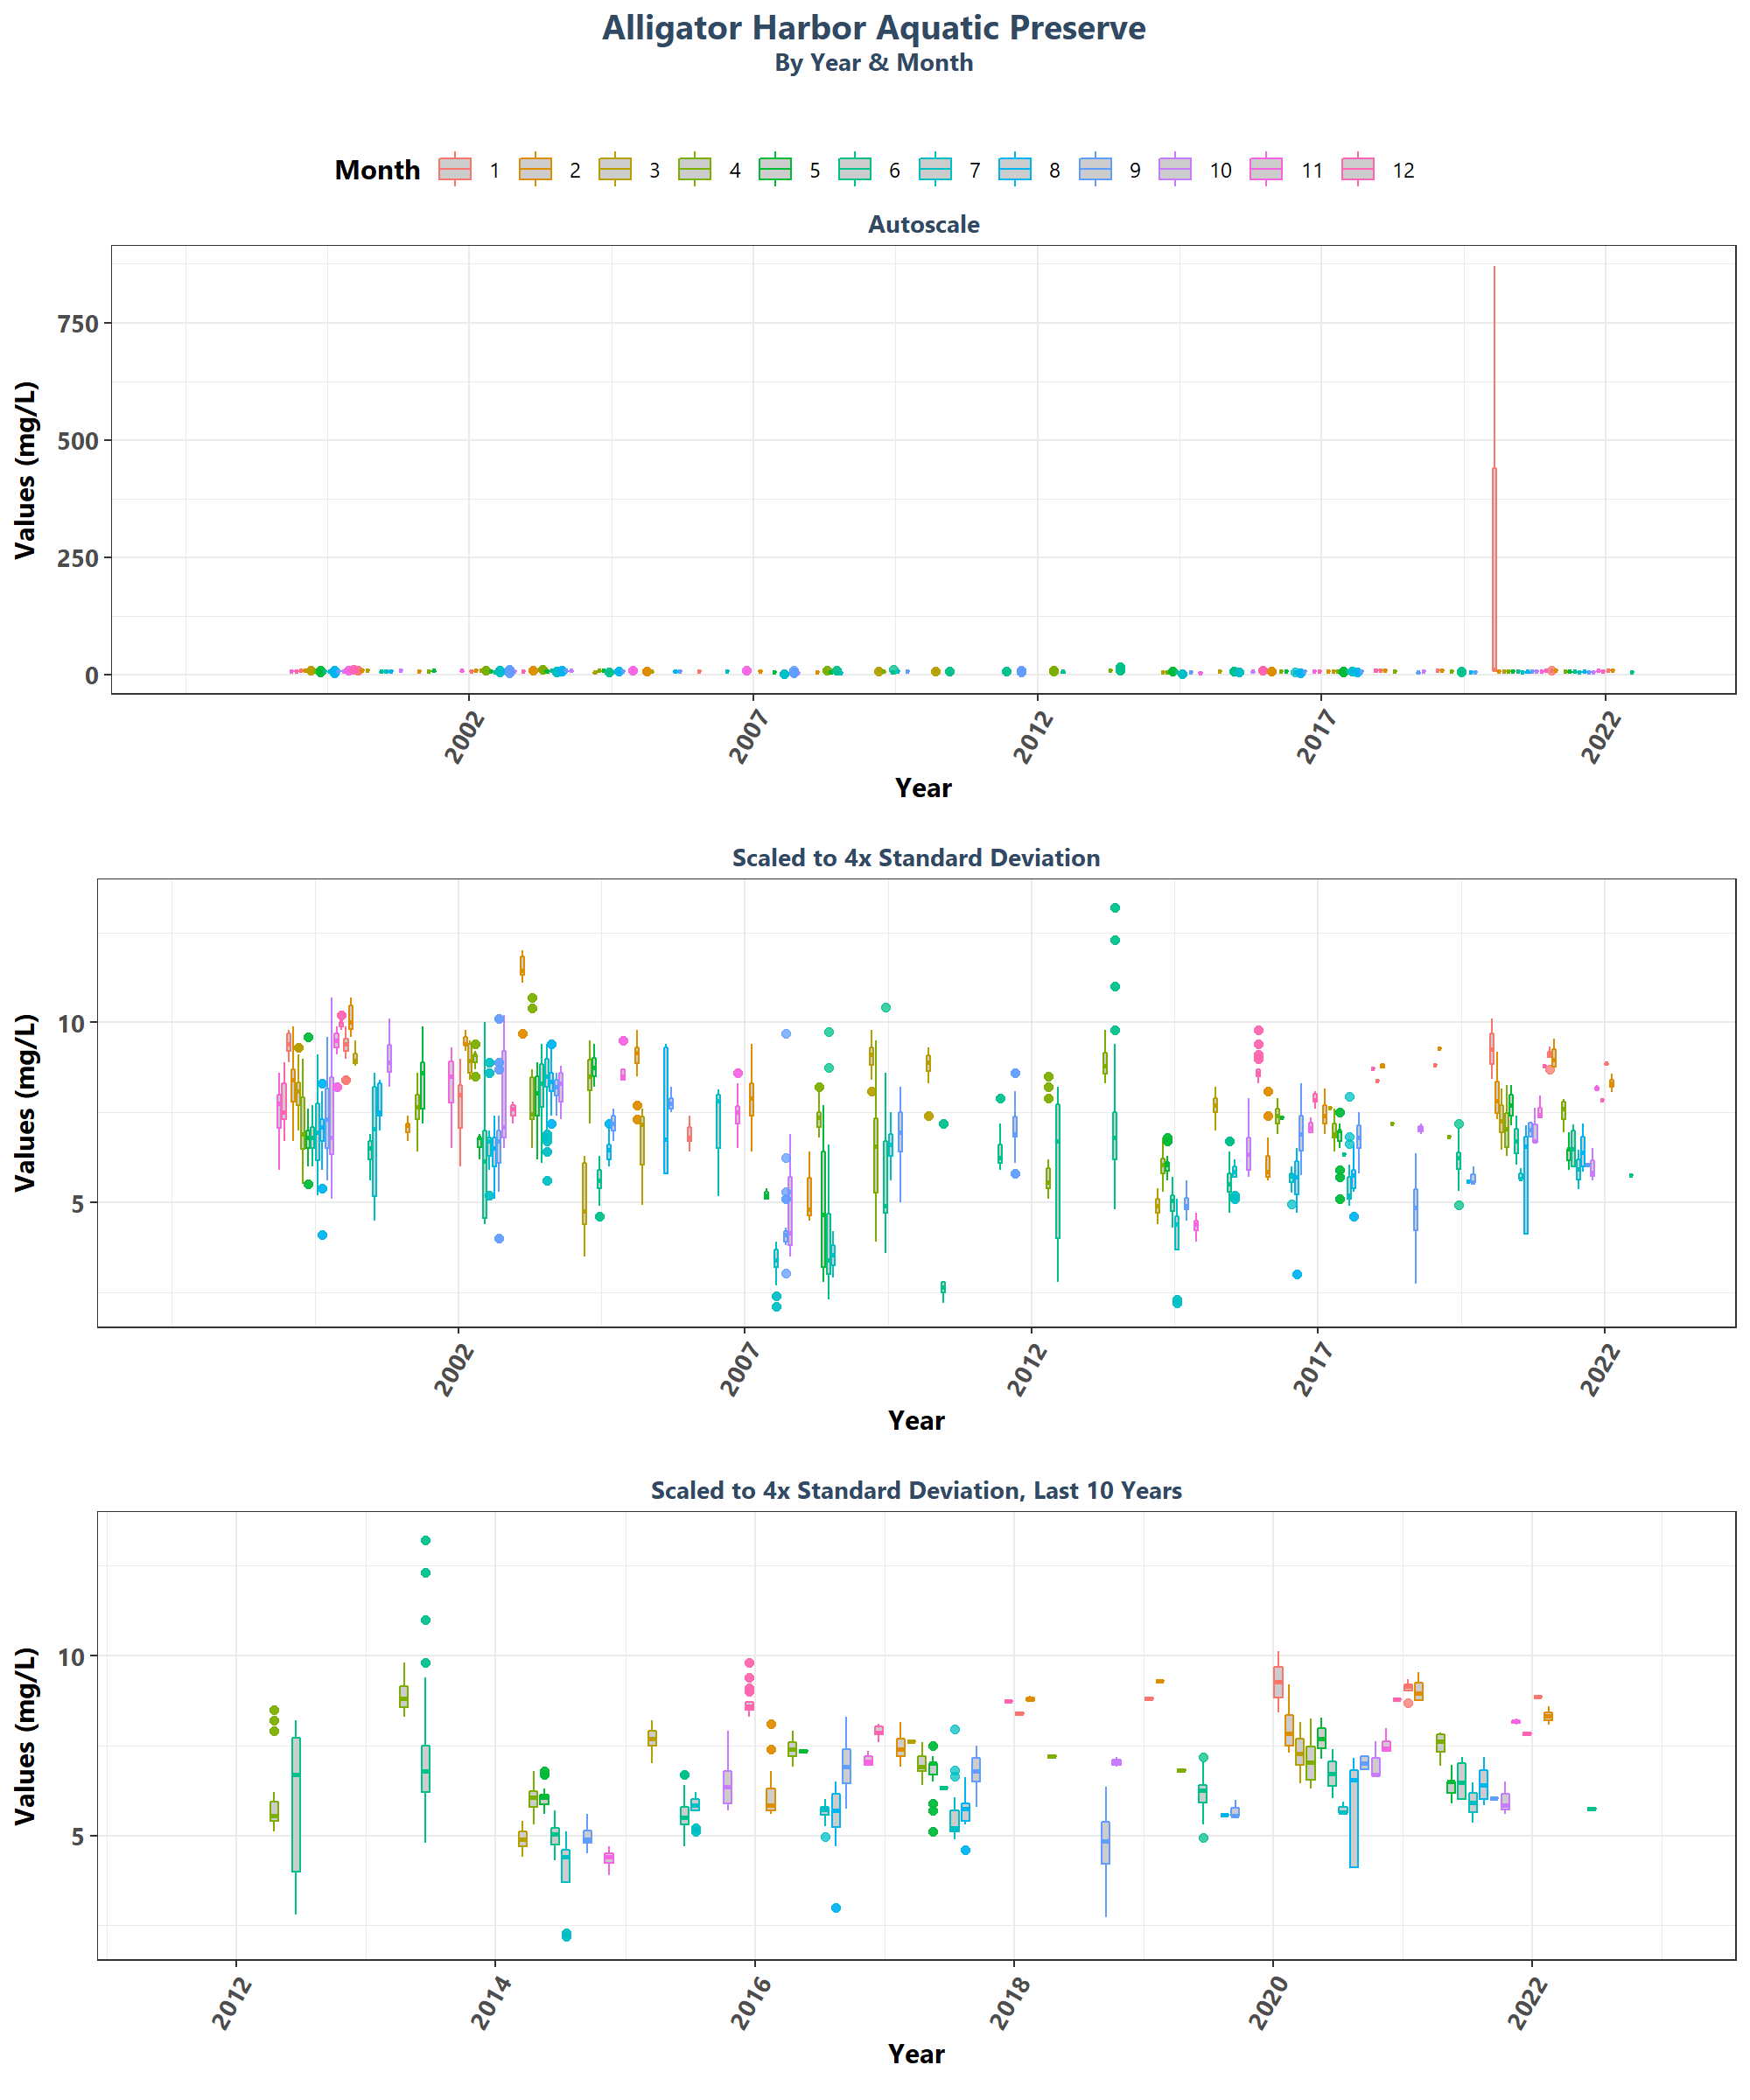 Alligator Harbor Aquatic Preserve
By Year & Month
Month 1 2 3 4 5 6 7 8 9 10 11 12
Autoscale
Values (mg/L)
750
500
250
0
2002 2007 2012 2017 2022
Year
Scaled to 4x Standard Deviation
Values (mg/L)
10
5
2002 2007 2012 2017 2022
Year
Scaled to 4x Standard Deviation, Last 10 Years
Values (mg/L)
10
5
2012 2014 2016 2018 2020 2022
Year